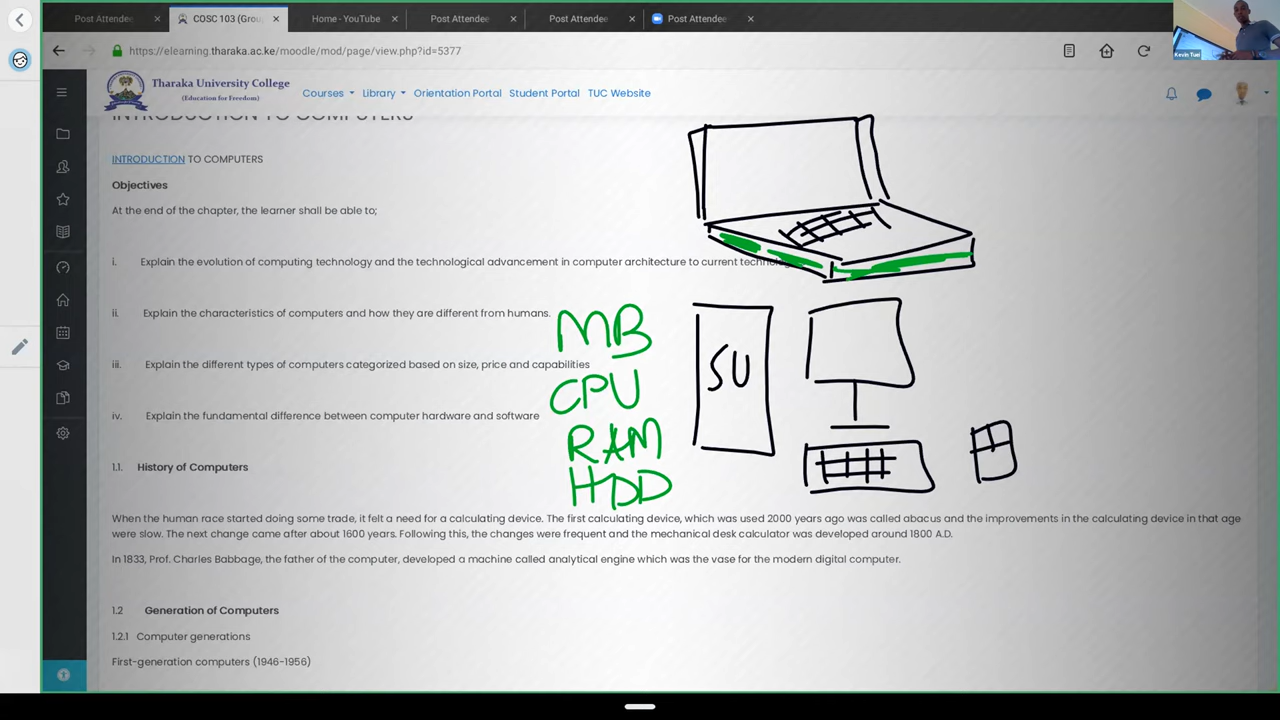 Post Attendee
COSC 103 (Grou
Home - YouTube
Post Attendee
Post Attendee
Post Attendee
https://elearning.tharaka.ac.ke/moodle/mod/page/view.php?id=5377
Kevin Tuei
Tharaka University College
(Education for Freedom)
Courses
Library
Orientation Portal
Student Portal
TUC Website
INTRODUCTION TO COMPUTERS
INTRODUCTION TO COMPUTERS
Objectives
At the end of the chapter, the learner shall be able to;
i. Explain the evolution of computing technology and the technological advancement in computer architecture to current
ii. Explain the characteristics of computers and how they are different from humans.
iii. Explain the different types of computers categorized based on size, price and capabilities
iv. Explain the fundamental difference between computer hardware and software
MB
CPU
RAM
HDD
SU
1.1. History of Computers
When the human race started doing some trade, it felt a need for a calculating device. The first calculating device, which was used 2000 years ago was called abacus and the improvements in the calculating device in that age
were slow. The next change came after about 1600 years. Following this, the changes were frequent and the mechanical desk calculator was developed around 1800 A.D.
In 1833, Prof. Charles Babbage, the father of the computer, developed a machine called analytical engine which was the vase for the modern digital computer.
1.2 Generation of Computers
1.2.1 Computer generations
First-generation computers (1946-1956)